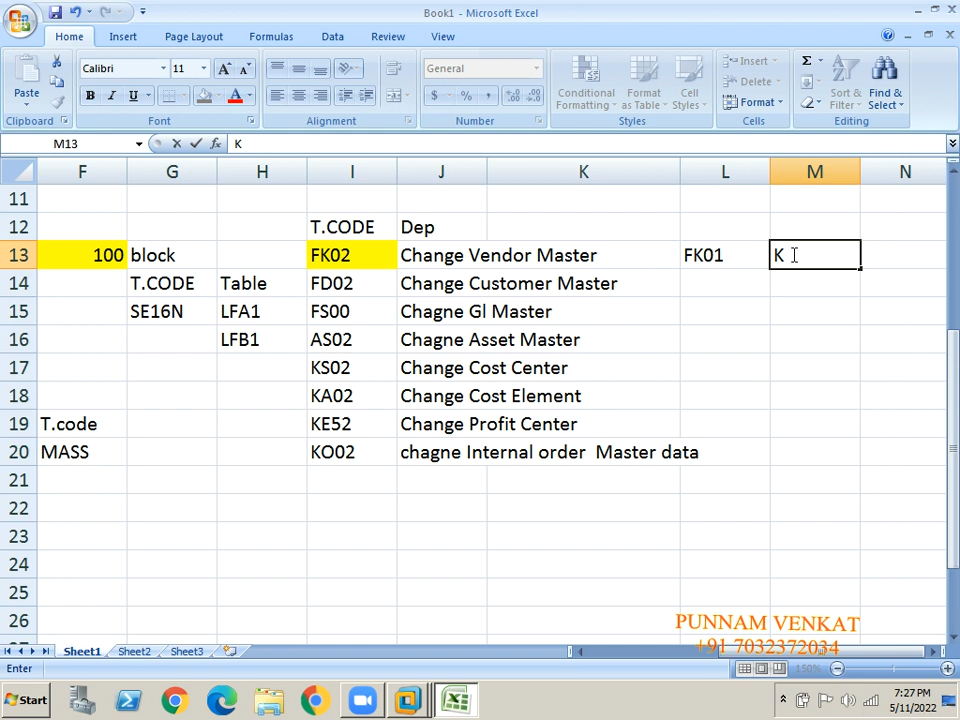 Book1 - Microsoft Excel
Home Insert Page Layout Formulas Data Review View
Paste
Calibri 11 A A
B I U A
General
$ % , .0 .00 .00 .0
Conditional Formatting
Format as Table
Cell Styles
Insert
Delete
Format
Σ
Sort & Filter
Find & Select
Clipboard Font Alignment Number Styles Cells Editing
M13 fx K
F G H I J K L M N
11
12 T.CODE Dep
13 100 block FK02 Change Vendor Master FK01 K
14 T.CODE Table FD02 Change Customer Master
15 SE16N LFA1 FS00 Chagne Gl Master
16 LFB1 AS02 Chagne Asset Master
17 KS02 Change Cost Center
18 KA02 Change Cost Element
19 T.code KE52 Change Profit Center
20 MASS KO02 chagne Internal order Master data
21
22
23
24
25
26
PUNNAM VENKAT
+91 7032372034
Sheet1 Sheet2 Sheet3
Enter 150%
Start 7:27 PM
5/11/2022